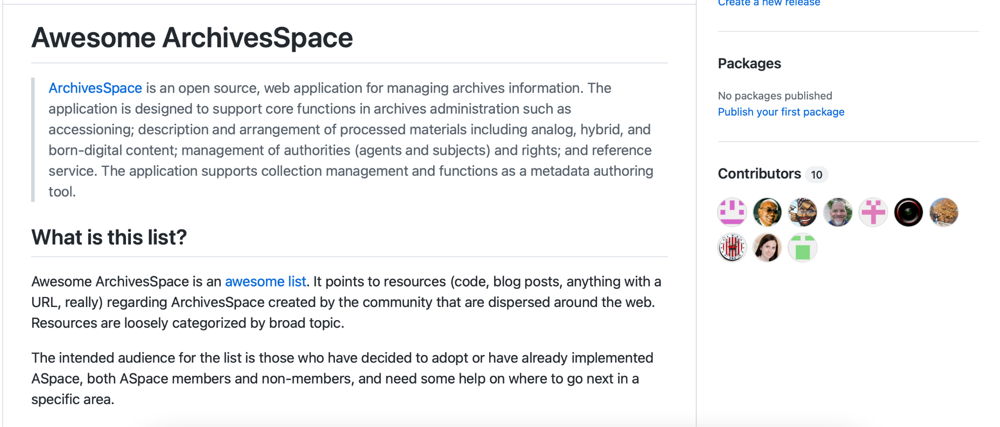 Awesome ArchivesSpace
ArchivesSpace is an open source, web application for managing archives information. The
application is designed to support core functions in archives administration such as
accessioning; description and arrangement of processed materials including analog, hybrid, and
born-digital content; management of authorities (agents and subjects) and rights; and reference
service. The application supports collection management and functions as a metadata authoring
tool.
What is this list?
Awesome ArchivesSpace is an awesome list. It points to resources (code, blog posts, anything with a
URL, really) regarding ArchivesSpace created by the community that are dispersed around the web.
Resources are loosely categorized by broad topic.
The intended audience for the list is those who have decided to adopt or have already implemented
ASpace, both ASpace members and non-members, and need some help on where to go next in a
specific area.
Create a new release
Packages
No packages published
Publish your first package
Contributors 10